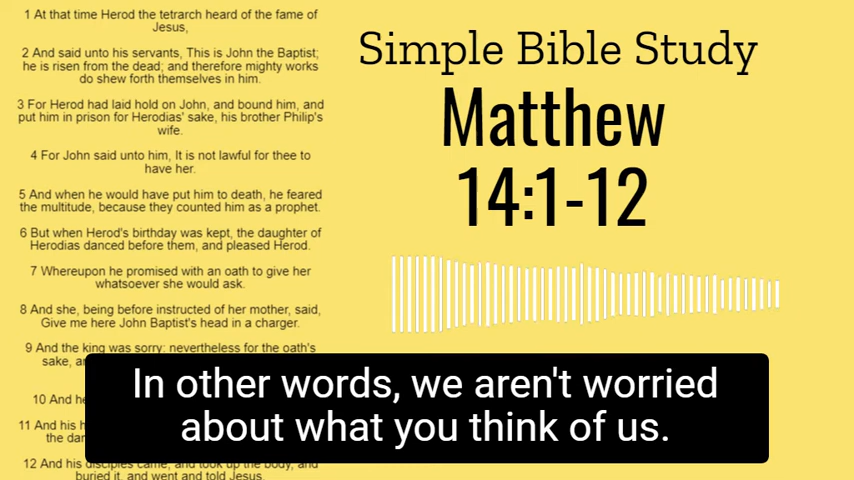 1 At that time Herod the tetrarch heard of the fame of
Jesus,
2 And said unto his servants, This is John the Baptist;
he is risen from the dead; and therefore mighty works
do shew forth themselves in him.
3 For Herod had laid hold on John, and bound him, and
put him in prison for Herodias' sake, his brother Philip's
wife.
4 For John said unto him, It is not lawful for thee to
have her.
5 And when he would have put him to death, he feared
the multitude, because they counted him as a prophet.
6 But when Herod's birthday was kept, the daughter of
Herodias danced before them, and pleased Herod.
7 Whereupon he promised with an oath to give her
whatsoever she would ask.
8 And she, being before instructed of her mother, said,
Give me here John Baptist's head in a charger.
9 And the king was sorry: nevertheless for the oath's
sake,
10 And he
11 And his
the
12 And his disciples came, and took up the body, and
buried it, and went and told Jesus.
Simple Bible Study
Matthew
14:1-12
In other words, we aren't worried
about what you think of us.